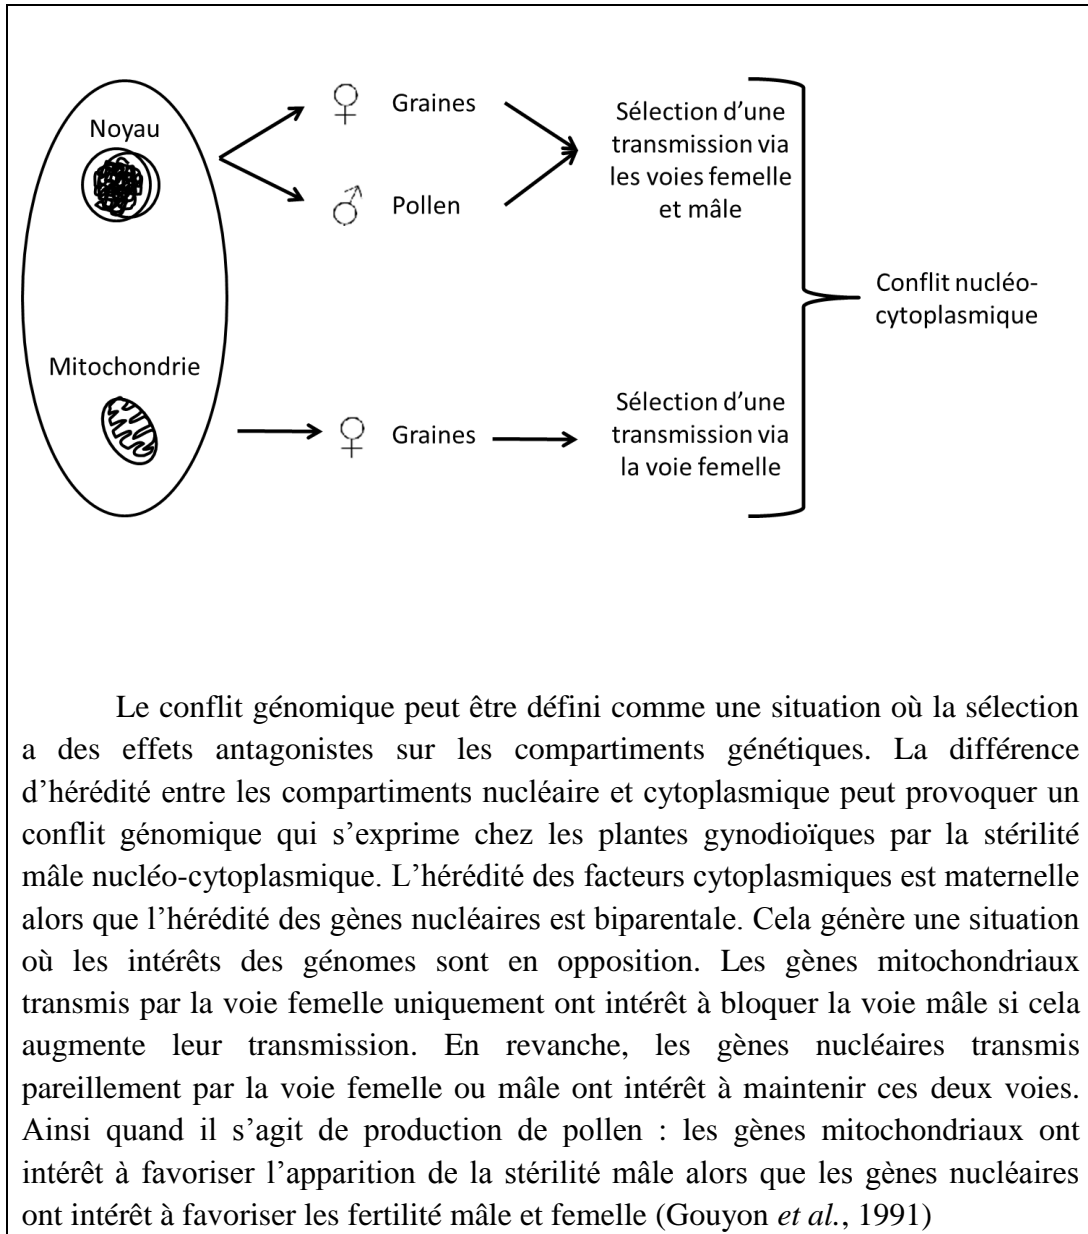 Noyau
Graines
Pollen
Sélection d'une
transmission via
les voies femelle
et mâle
Mitochondrie
Graines
Sélection d'une
transmission via
la voie femelle
Conflit nucléo-
cytoplasmique
Le conflit génomique peut être défini comme une situation où la sélection
a des effets antagonistes sur les compartiments génétiques. La différence
d'hérédité entre les compartiments nucléaire et cytoplasmique peut provoquer un
conflit génomique qui s'exprime chez les plantes gynodioïques par la stérilité
mâle nucléo-cytoplasmique. L'hérédité des facteurs cytoplasmiques est maternelle
alors que l'hérédité des gènes nucléaires est biparentale. Cela génère une situation
où les intérêts des génomes sont en opposition. Les gènes mitochondriaux
transmis par la voie femelle uniquement ont intérêt à bloquer la voie mâle si cela
augmente leur transmission. En revanche, les gènes nucléaires transmis
pareillement par la voie femelle ou mâle ont intérêt à maintenir ces deux voies.
Ainsi quand il s'agit de production de pollen : les gènes mitochondriaux ont
intérêt à favoriser l'apparition de la stérilité mâle alors que les gènes nucléaires
ont intérêt à favoriser les fertilité mâle et femelle (Gouyon et al., 1991)